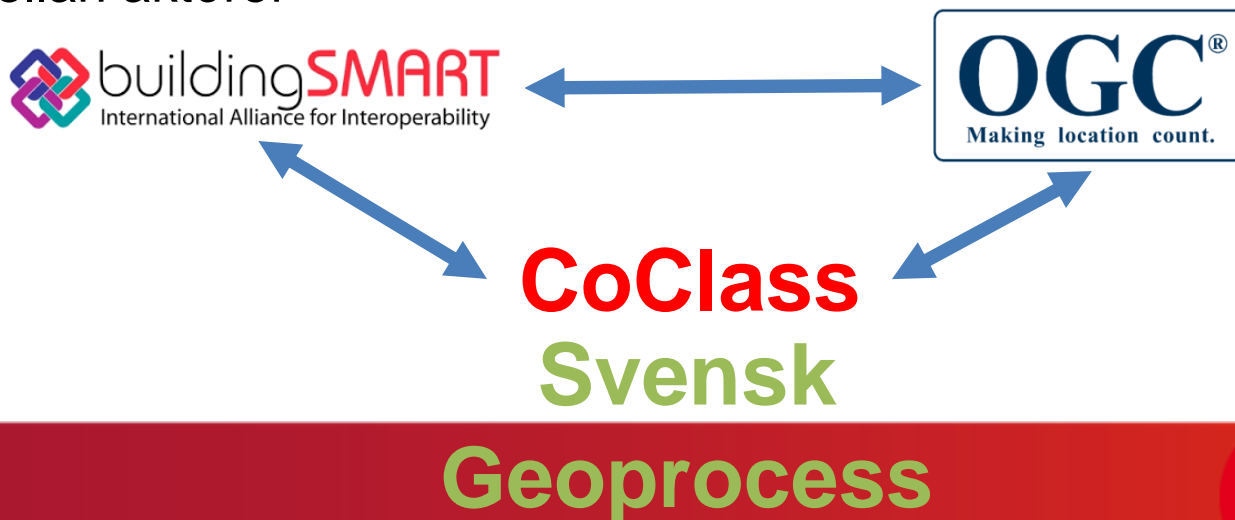 buildingSMART
International Alliance for Interoperability
OGC®
Making location count.
CoClass
Svensk
Geoprocess